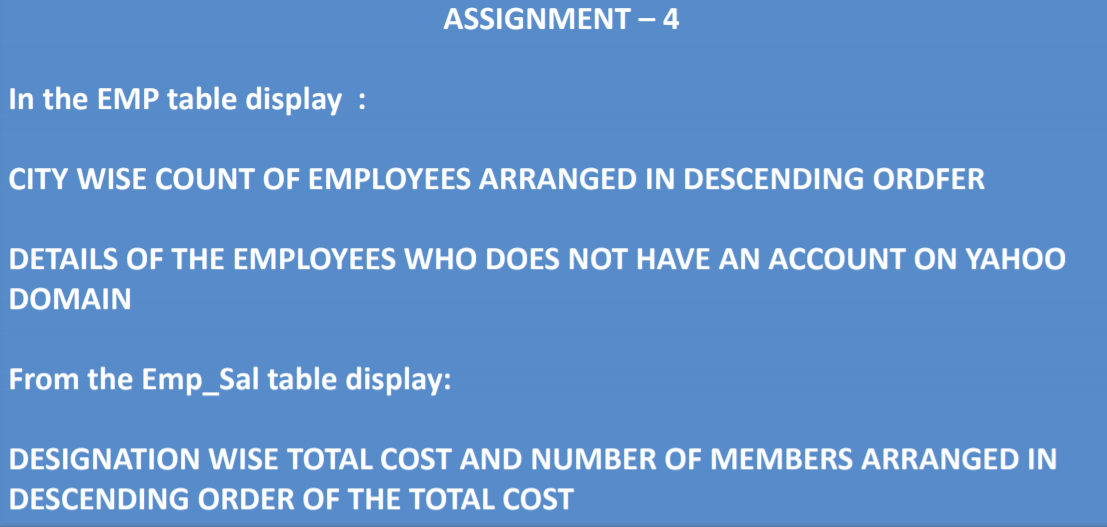 ASSIGNMENT – 4
In the EMP table display :
CITY WISE COUNT OF EMPLOYEES ARRANGED IN DESCENDING ORDFER
DETAILS OF THE EMPLOYEES WHO DOES NOT HAVE AN ACCOUNT ON YAHOO
DOMAIN
From the Emp_Sal table display:
DESIGNATION WISE TOTAL COST AND NUMBER OF MEMBERS ARRANGED IN
DESCENDING ORDER OF THE TOTAL COST